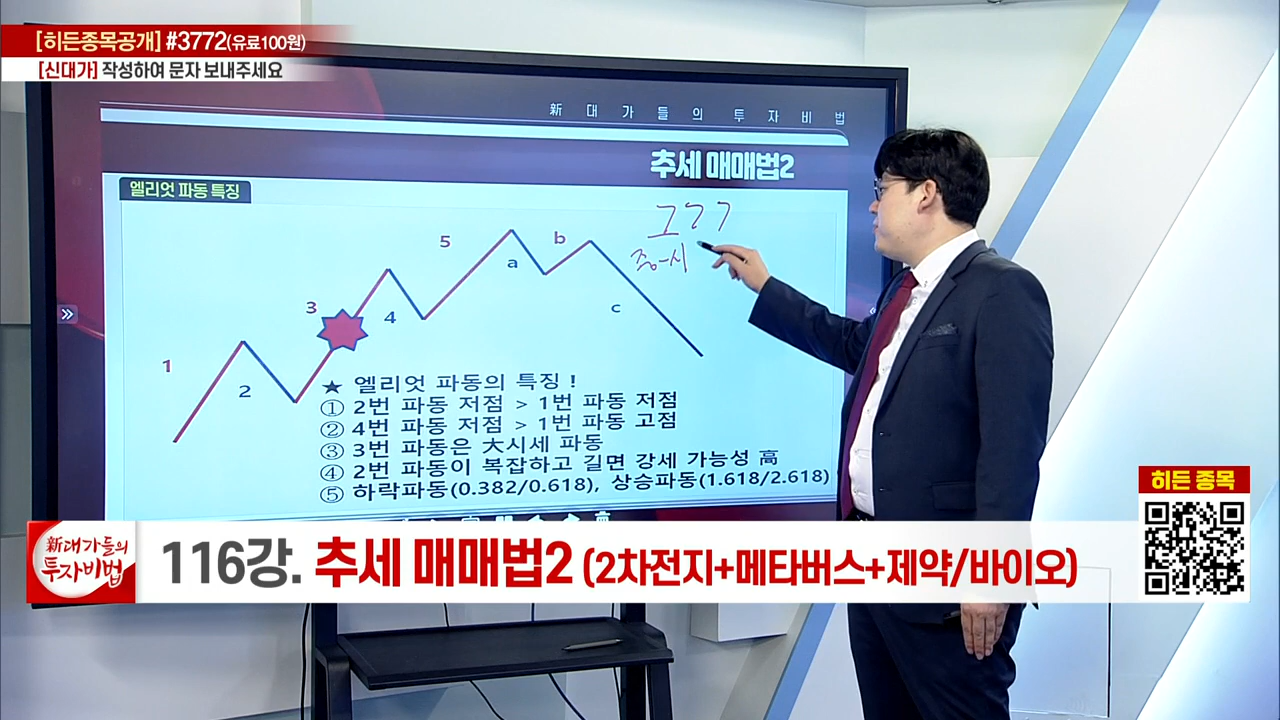 [히든종목공개] #3772(유료100원)
[신대가] 작성하여 문자 보내주세요
新 대 가 들 의 투 자 비 법
추세 매매법2
엘리엇 파동 특징
1
2
3
4
5
a
b
c
★ 엘리엇 파동의 특징 !
① 2번 파동 저점 > 1번 파동 저점
② 4번 파동 저점 > 1번 파동 고점
③ 3번 파동은 大시세 파동
④ 2번 파동이 복잡하고 길면 강세 가능성 高
⑤ 하락파동(0.382/0.618), 상승파동(1.618/2.618)
히든 종목
新대가들의
투자비법
116강. 추세 매매법2 (2차전지+메타버스+제약/바이오)